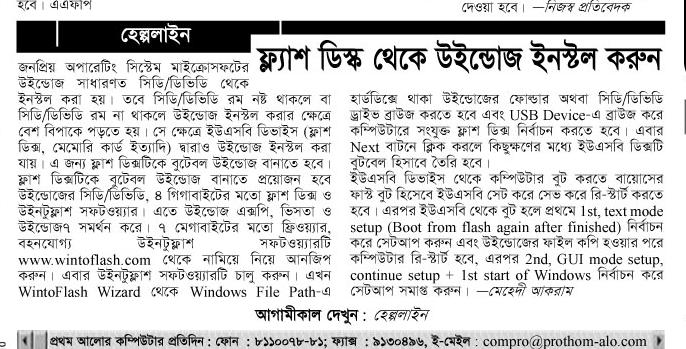 হবে। এএফপি
দেওয়া হবে। —নিজস্ব প্রতিবেদক
হেল্পলাইন
ফ্ল্যাশ ডিস্ক থেকে উইন্ডোজ ইনস্টল করুন
জনপ্রিয় অপারেটিং সিস্টেম মাইক্রোসফটের
উইন্ডোজ সাধারণত সিডি/ডিভিডি থেকে
ইনস্টল করা হয়। তবে সিডি/ডিভিডি রম নষ্ট থাকলে বা
সিডি/ডিভিডি রম না থাকলে উইন্ডোজ ইনস্টল করার ক্ষেত্রে
বেশ বিপাকে পড়তে হয়। সে ক্ষেত্রে ইউএসবি ডিভাইস (ফ্ল্যাশ
ডিক্স, মেমোরি কার্ড ইত্যাদি) দ্বারাও উইন্ডোজ ইনস্টল করা
যায়। এ জন্য ফ্ল্যাশ ডিক্সটিকে বুটেবল উইন্ডোজ বানাতে হবে।
ফ্ল্যাশ ডিক্সটিকে বুটেবল উইন্ডোজ বানাতে প্রয়োজন হবে
উইন্ডোজের সিডি/ডিভিডি, ৪ গিগাবাইটের মতো ফ্ল্যাশ ডিক্স ও
উইনটুফ্ল্যাশ সফটওয়্যার। এতে উইন্ডোজ এক্সপি, ভিসতা ও
উইন্ডোজ৭ সমর্থন করে। ৭ মেগাবাইটের মতো ফ্রিওয়্যার,
বহনযোগ্য উইনটুফ্ল্যাশ সফটওয়্যারটি
www.wintoflash.com থেকে নামিয়ে নিয়ে আনজিপ
করুন। এবার উইনটুফ্ল্যাশ সফটওয়্যারটি চালু করুন। এখন
WintoFlash Wizard থেকে Windows File Path-এ
হার্ডডিক্সে থাকা উইন্ডোজের ফোল্ডার অথবা সিডি/ডিভিডি
ড্রাইভ ব্রাউজ করতে হবে এবং USB Device-এ ব্রাউজ করে
কম্পিউটারে সংযুক্ত ফ্ল্যাশ ডিক্স নির্বাচন করতে হবে। এবার
Next বাটনে ক্লিক করলে কিছুক্ষণের মধ্যে ইউএসবি ডিক্সটি
বুটবেল হিসাবে তৈরি হবে।
ইউএসবি ডিভাইস থেকে কম্পিউটার বুট করতে বায়োসের
ফাস্ট বুট হিসেবে ইউএসবি সেট করে সেভ করে রি-স্টার্ট করতে
হবে। এরপর ইউএসবি থেকে বুট হলে প্রথমে 1st, text mode
setup (Boot from flash again after finished) নির্বাচন
করে সেটআপ করুন এবং উইন্ডোজের ফাইল কপি হওয়ার পরে
কম্পিউটার রি-স্টার্ট হবে, এরপর 2nd, GUI mode setup,
continue setup + 1st start of Windows নির্বাচন করে
সেটআপ সমাপ্ত করুন। —মেহেদী আকরাম
আগামীকাল দেখুন : হেল্পলাইন
প্রথম আলোর কম্পিউটার প্রতিদিন : ফোন : ৮১১০০৭৮-৮১; ফ্যাক্স : ৯১৩০৪৯৬, ই-মেইল : compro@prothom-alo.com